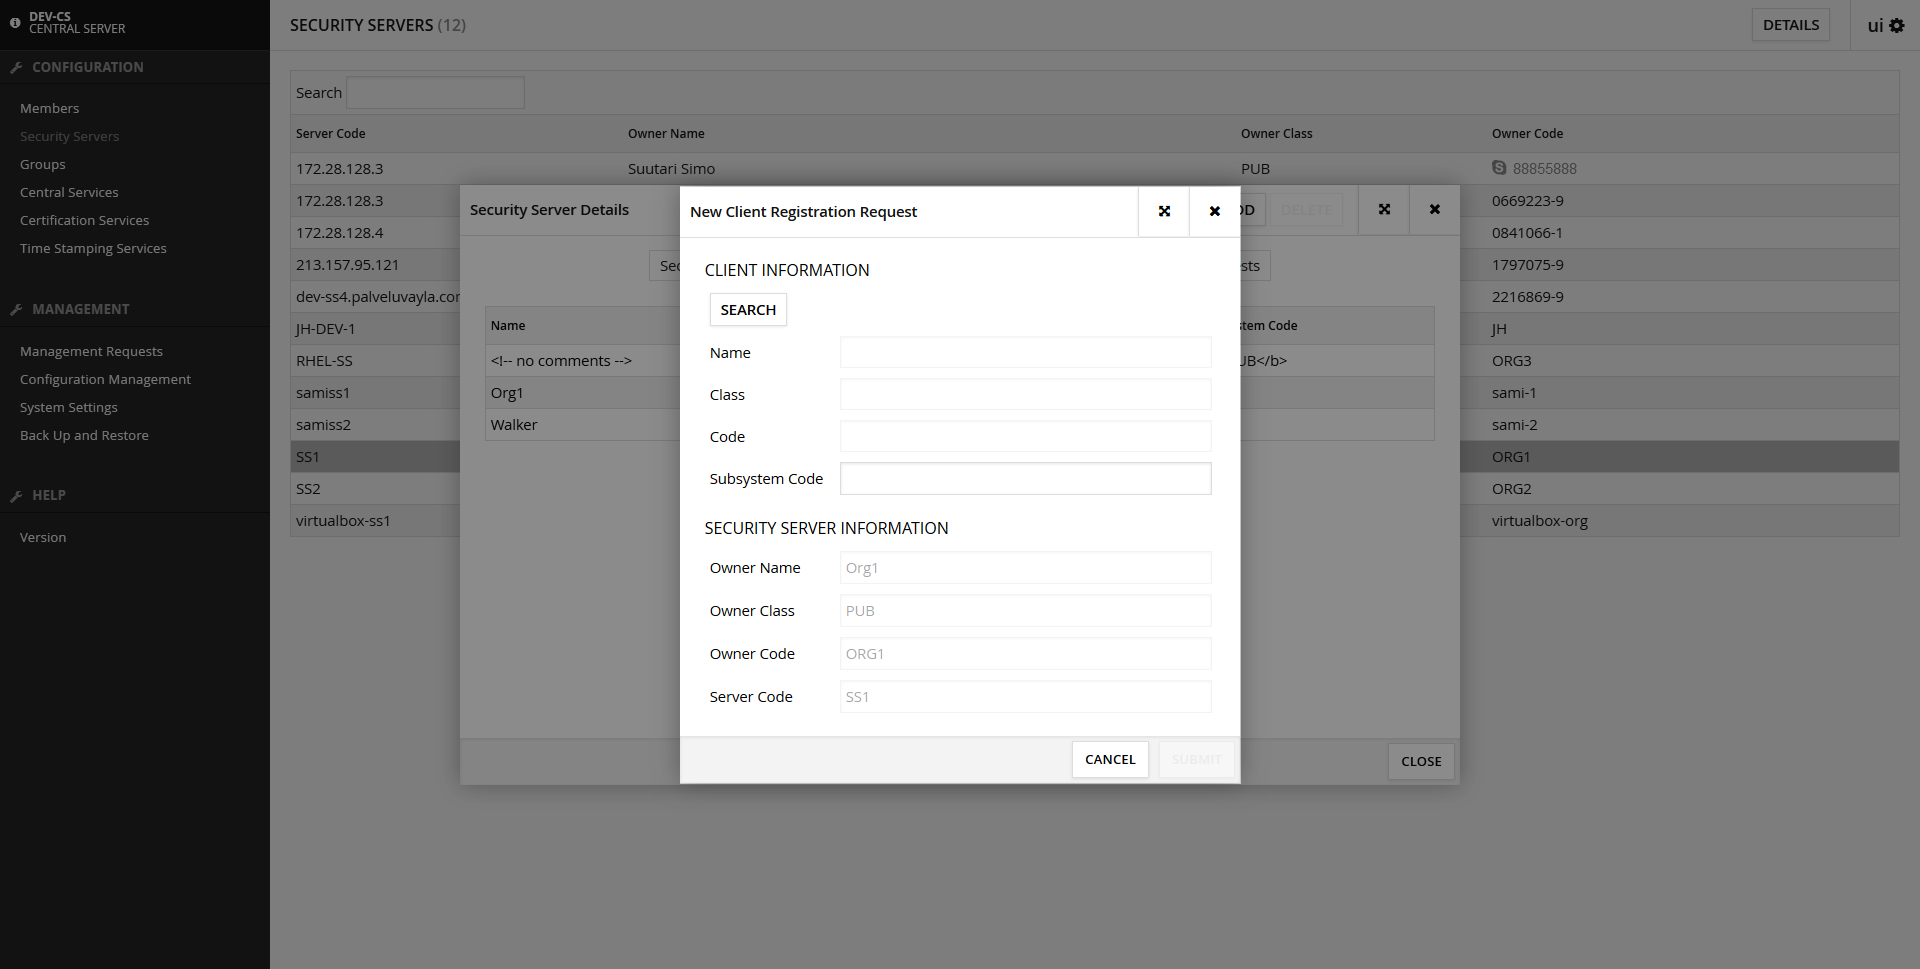 DEV-CS
CENTRAL SERVER
CONFIGURATION
Members
Security Servers
Groups
Central Services
Certification Services
Time Stamping Services
MANAGEMENT
Management Requests
Configuration Management
System Settings
Back Up and Restore
HELP
Version
SECURITY SERVERS (12)
DETAILS
ui
Search
Server Code Owner Name Owner Class Owner Code
172.28.128.3 Suutari Simo PUB 88855888
172.28.128.3 0669223-9
172.28.128.4 0841066-1
213.157.95.121 1797075-9
dev-ss4.palveluvayla.cor 2216869-9
JH-DEV-1 JH
RHEL-SS ORG3
samiss1 sami-1
samiss2 sami-2
SS1 ORG1
SS2 ORG2
virtualbox-ss1 virtualbox-org
Security Server Details
DELETE
Name
<!-- no comments --> UB</b>
Org1
Walker
CLOSE
New Client Registration Request
CLIENT INFORMATION
SEARCH
Name
Class
Code
Subsystem Code
SECURITY SERVER INFORMATION
Owner Name Org1
Owner Class PUB
Owner Code ORG1
Server Code SS1
CANCEL SUBMIT